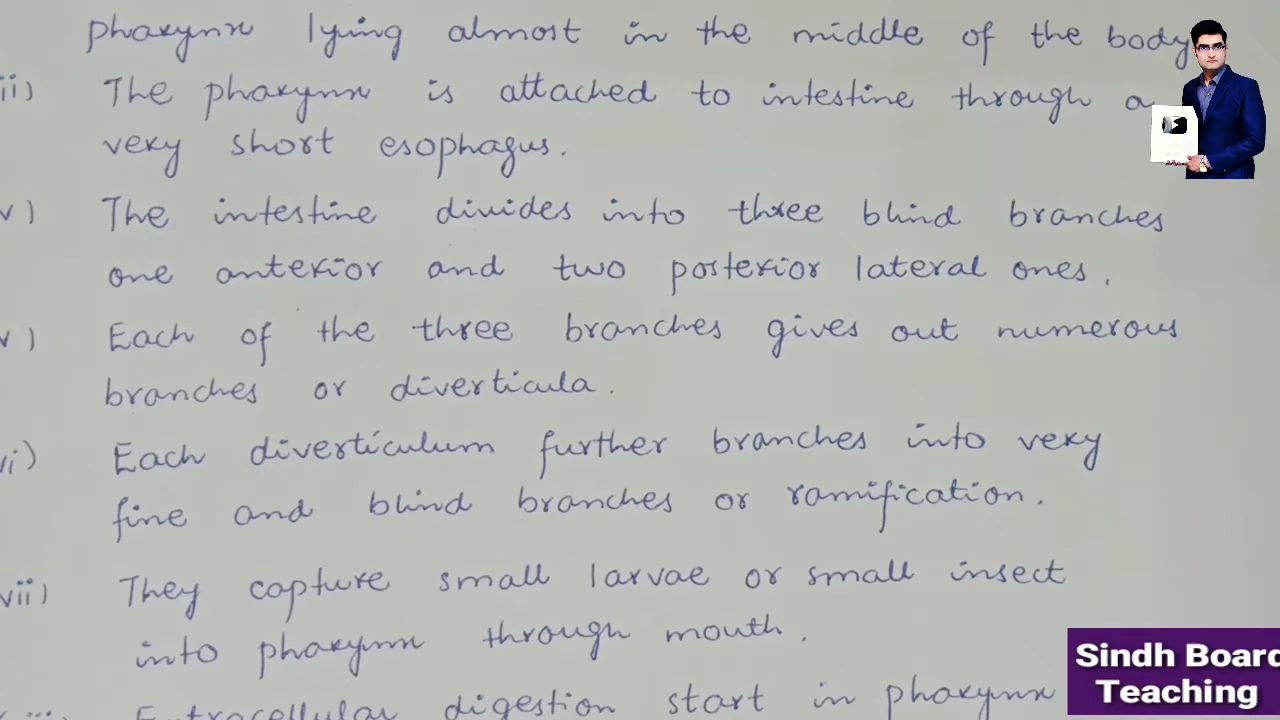 pharynx lying almost in the middle of the body
ii) The pharynx is attached to intestine through a
very short esophagus.
v) The intestine divides into three blind branches
one anterior and two posterior lateral ones.
v) Each of the three branches gives out numerous
branches or diverticula.
vi) Each diverticulum further branches into very
fine and blind branches or ramification.
vii) They capture small larvae or small insect
into pharynx through mouth.
Extracellular digestion start in pharynx
Sindh Board
Teaching